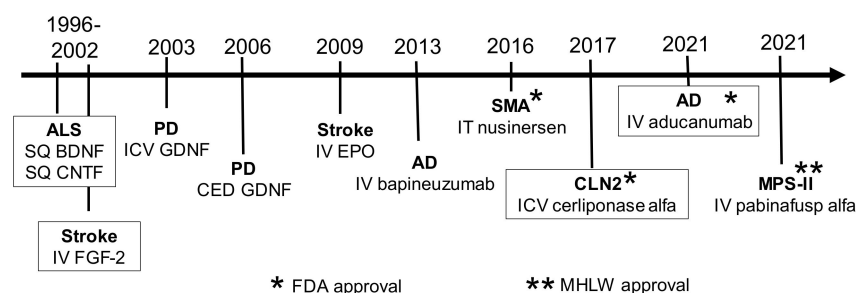 1996-
2002
2003
2006
2009
2013
2016
2017
2021
2021
ALS
SQ BDNF
SQ CNTF
Stroke
IV FGF-2
PD
ICV GDNF
PD
CED GDNF
Stroke
IV EPO
AD
IV bapineuzumab
SMA*
IT nusinersen
CLN2*
ICV cerliponase alfa
AD *
IV aducanumab
MPS-II**
IV pabinafusp alfa
* FDA approval
** MHLW approval